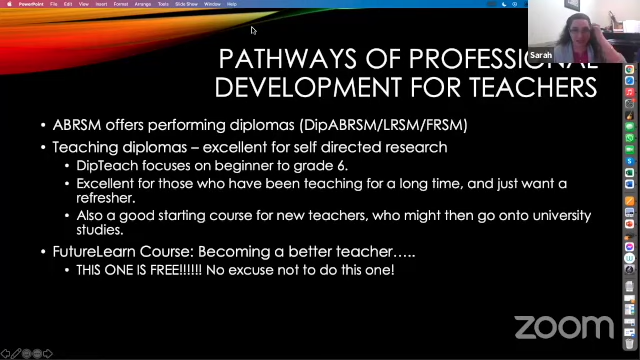 PowerPoint File Edit View Insert Format Arrange Tools Slide Show Window Help
Sarah
PATHWAYS OF PROFESSIONAL
DEVELOPMENT FOR TEACHERS
• ABRSM offers performing diplomas (DipABRSM/LRSM/FRSM)
• Teaching diplomas – excellent for self directed research
• DipTeach focuses on beginner to grade 6.
• Excellent for those who have been teaching for a long time, and just want a
refresher.
• Also a good starting course for new teachers, who might then go onto university
studies.
• FutureLearn Course: Becoming a better teacher.....
• THIS ONE IS FREE!!!!!! No excuse not to do this one!
zoom